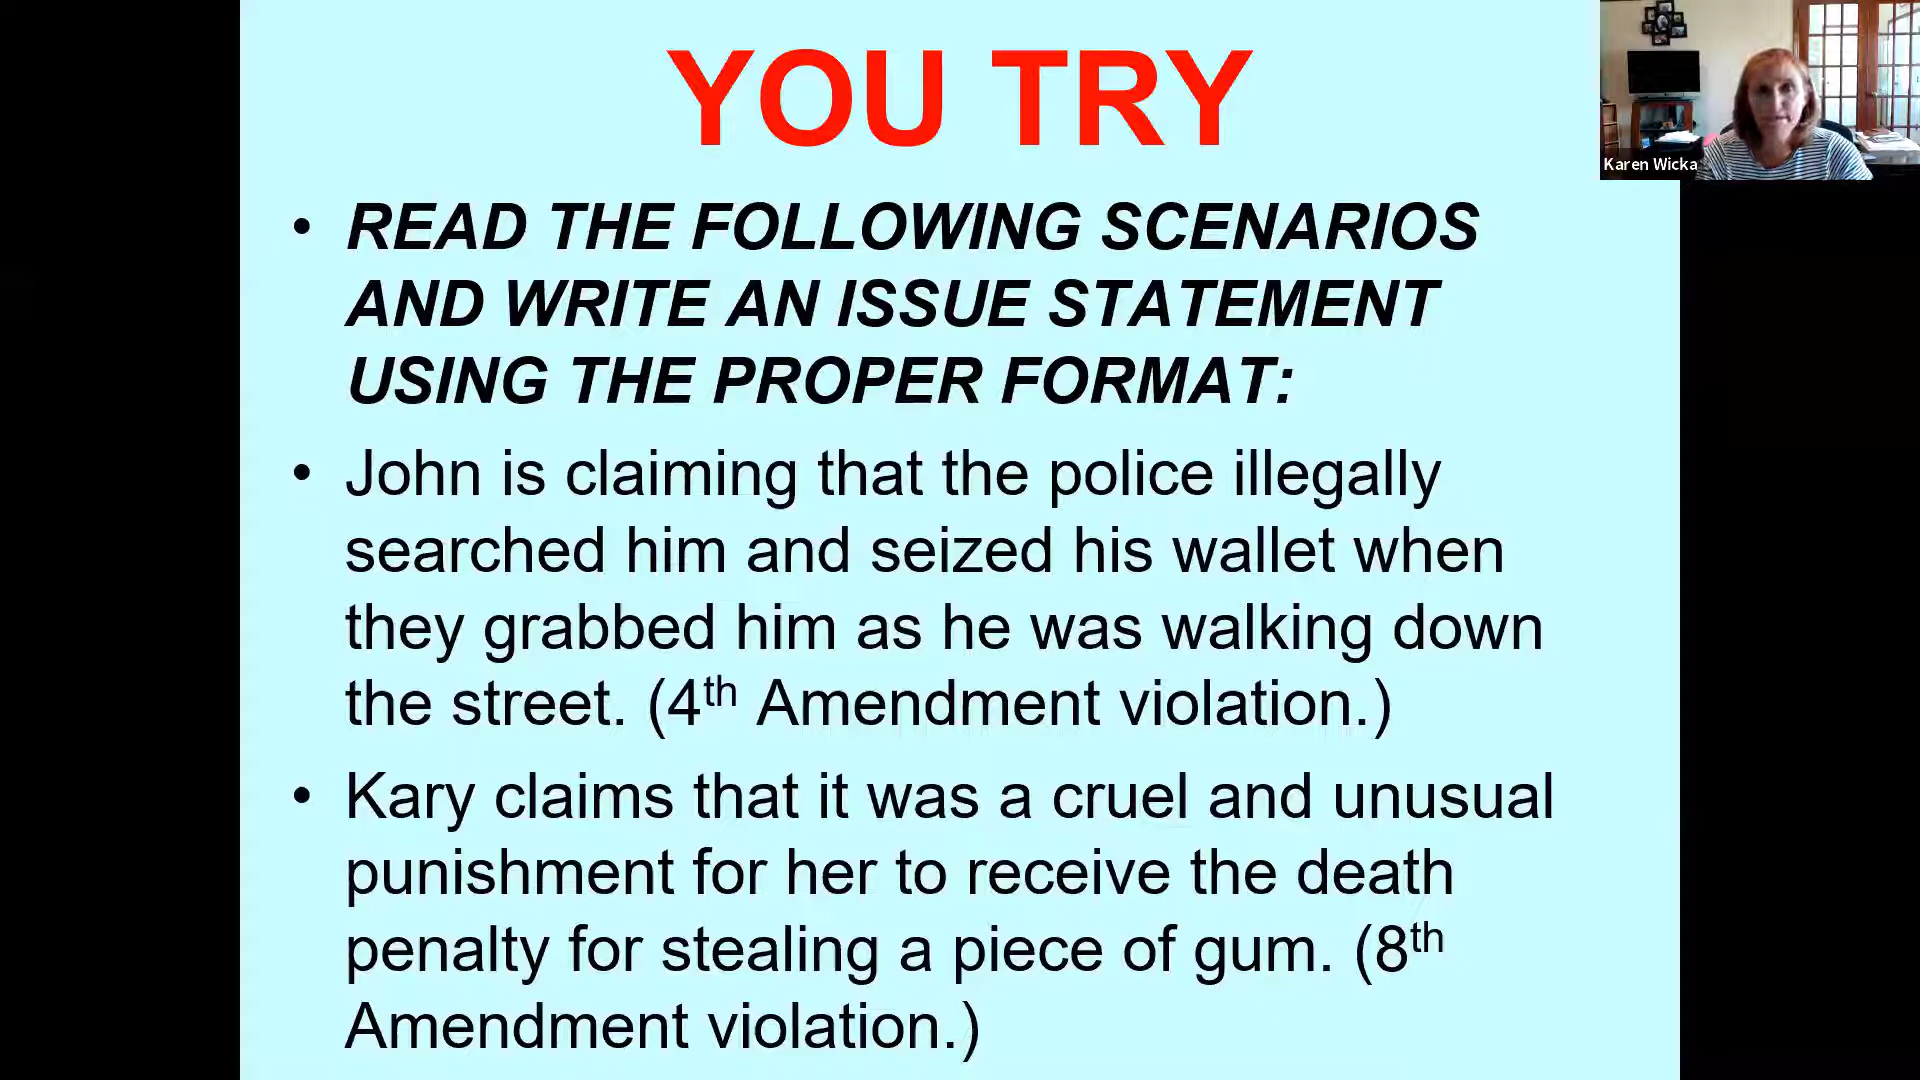 YOU TRY
Karen Wicka
• READ THE FOLLOWING SCENARIOS
AND WRITE AN ISSUE STATEMENT
USING THE PROPER FORMAT:
• John is claiming that the police illegally
searched him and seized his wallet when
they grabbed him as he was walking down
the street. (4th Amendment violation.)
• Kary claims that it was a cruel and unusual
punishment for her to receive the death
penalty for stealing a piece of gum. (8th
Amendment violation.)